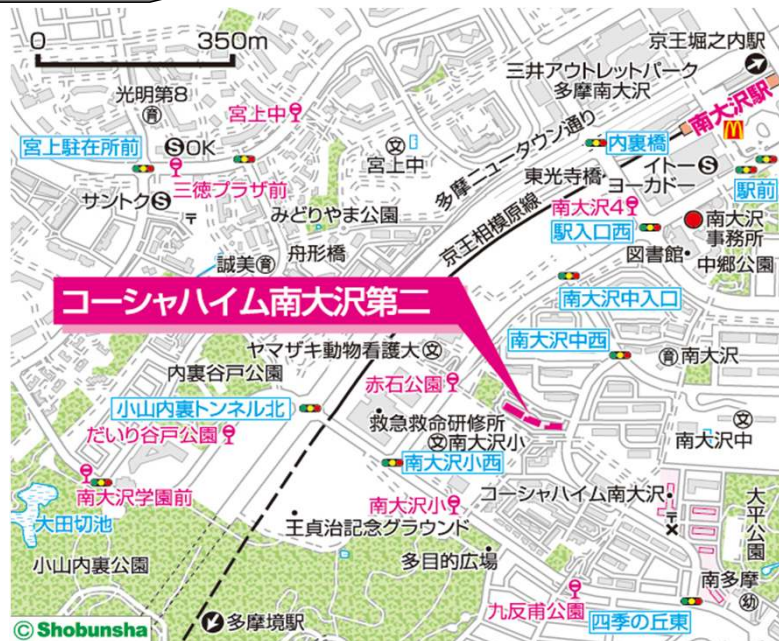 0 350m
京王堀之内駅
三井アウトレットパーク
多摩南大沢
光明第8
育
宮上中
南大沢駅
M
宮上駐在所前
S OK
文
宮上中
多摩ニュータウン通り
内裏橋
三徳プラザ前
東光寺橋
イトー
ヨーカドー
S
駅前
サントク S
〒
みどりやま公園
京王相模原線
南大沢4
駅入口西
南大沢
事務所
図書館
中郷公園
誠美 育
舟形橋
コーシャハイム南大沢第二
南大沢中入口
南大沢中西
ヤマザキ動物看護大 文
育 南大沢
内裏谷戸公園
赤石公園
小山内裏トンネル北
救急救命研修所
文 南大沢小
文
南大沢中
だいり谷戸公園
南大沢小西
南大沢学園前
南大沢小
コーシャハイム南大沢
〒
大田切池
王貞治記念グラウンド
大平公園
小山内裏公園
多目的広場
南多摩
幼
九反甫公園
四季の丘東
© Shobunsha
多摩境駅